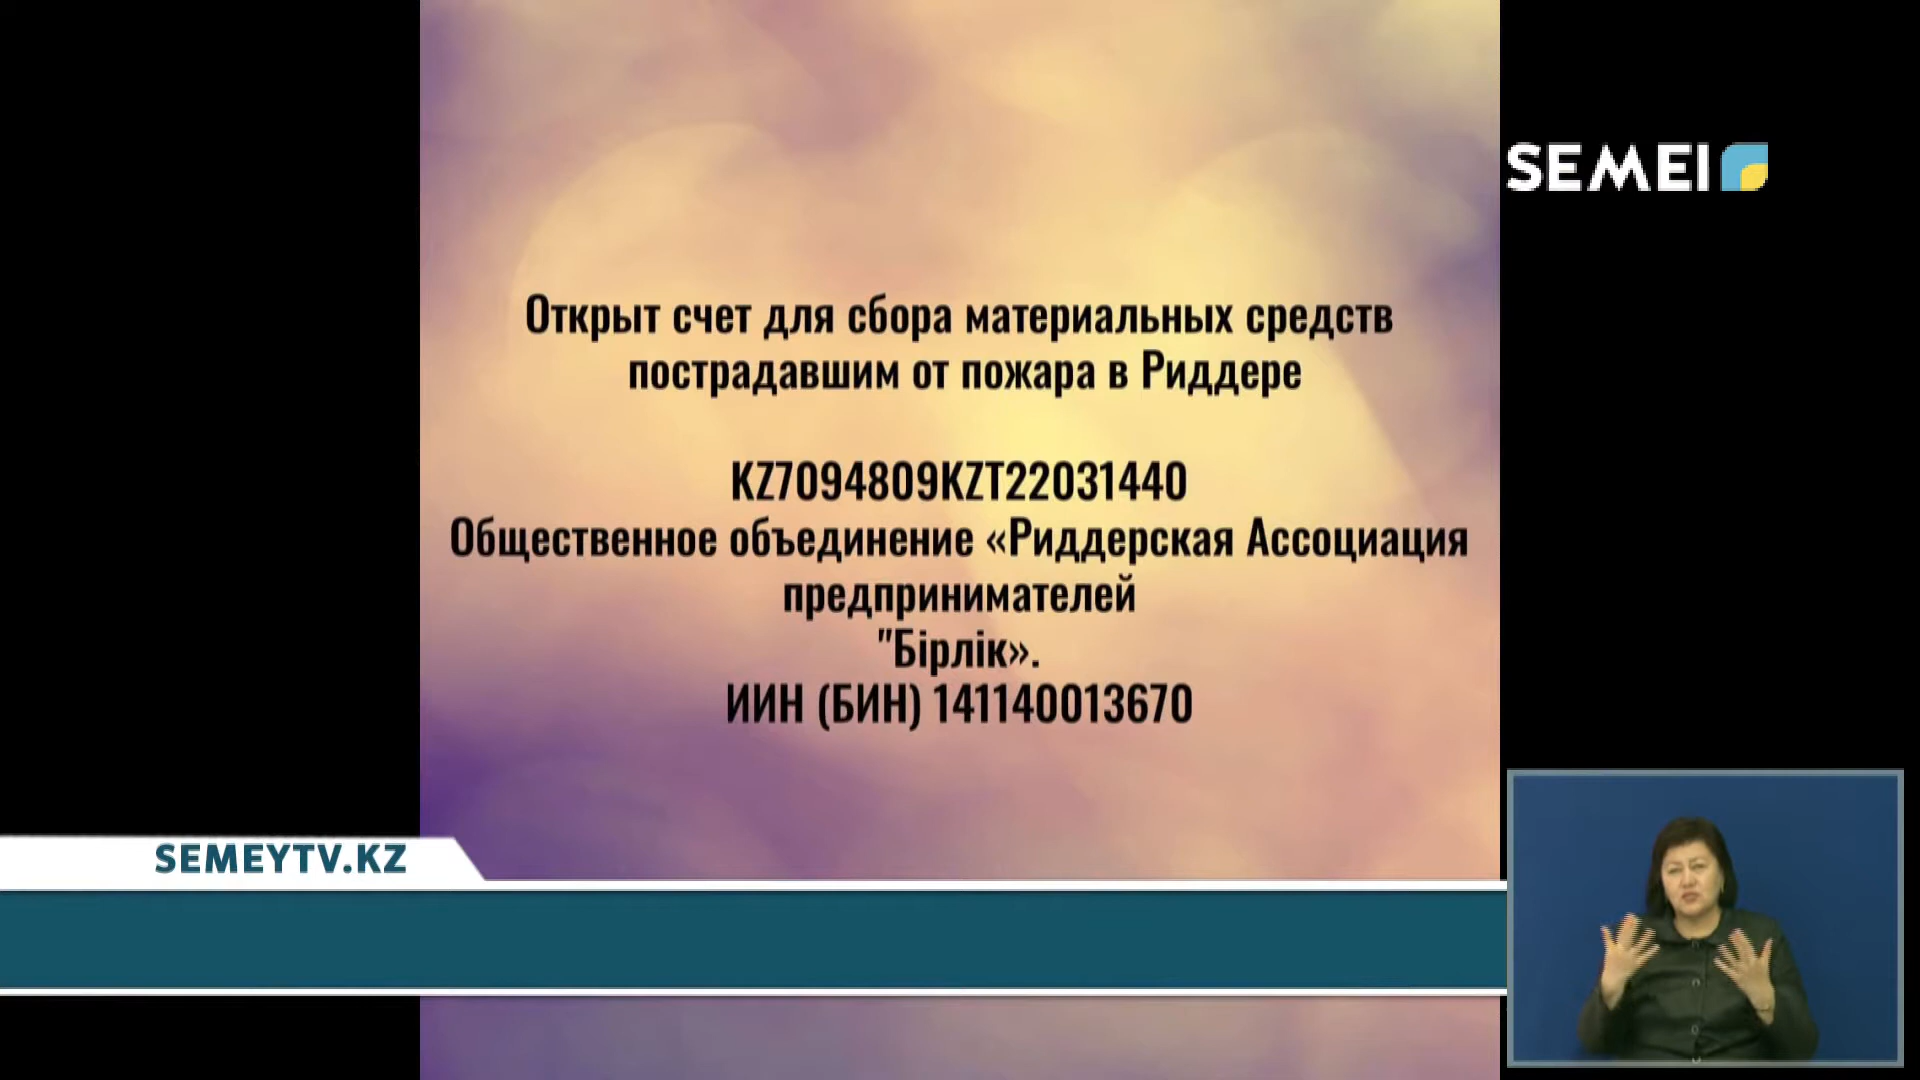 Открыт счет для сбора материальных средств
пострадавшим от пожара в Риддере
KZ7094809KZT22031440
Общественное объединение «Риддерская Ассоциация
предпринимателей
"Бірлік».
ИИН (БИН) 141140013670
SEMEI
SEMEYTV.KZ